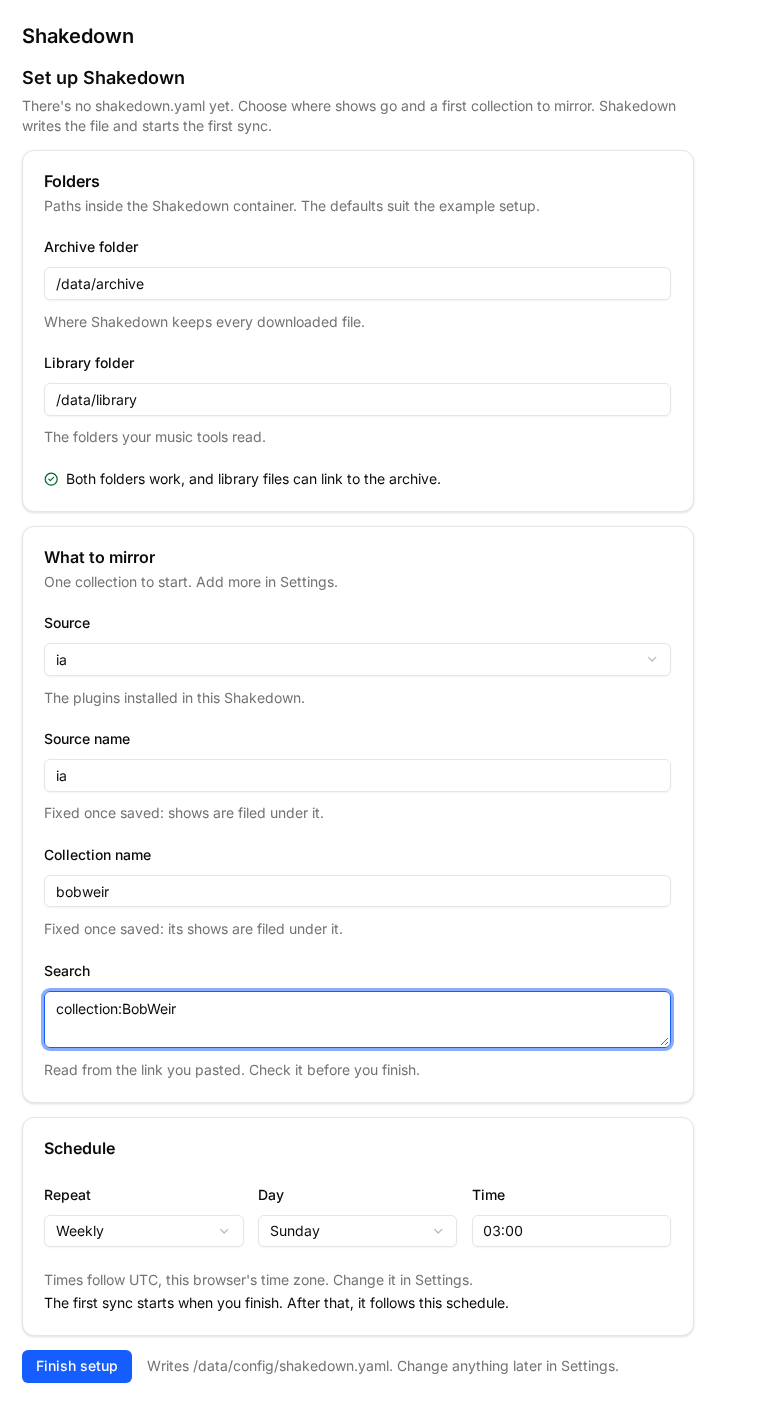 Shakedown
Set up Shakedown
There's no shakedown.yaml yet. Choose where shows go and a first collection to mirror. Shakedown
writes the file and starts the first sync.
Folders
Paths inside the Shakedown container. The defaults suit the example setup.
Archive folder
/data/archive
Where Shakedown keeps every downloaded file.
Library folder
/data/library
The folders your music tools read.
Both folders work, and library files can link to the archive.
What to mirror
One collection to start. Add more in Settings.
Source
ia
The plugins installed in this Shakedown.
Source name
ia
Fixed once saved: shows are filed under it.
Collection name
bobweir
Fixed once saved: its shows are filed under it.
Search
collection:BobWeir
Read from the link you pasted. Check it before you finish.
Schedule
Repeat Day Time
Weekly Sunday 03:00
Times follow UTC, this browser's time zone. Change it in Settings.
The first sync starts when you finish. After that, it follows this schedule.
Finish setup Writes /data/config/shakedown.yaml. Change anything later in Settings.